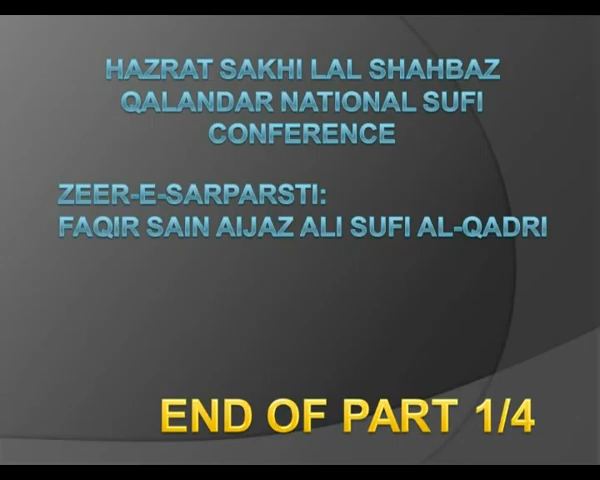 HAZRAT SAKHI LAL SHAHBAZ
QALANDAR NATIONAL SUFI
CONFERENCE
ZEER-E-SARPARSTI:
FAQIR SAIN AIJAZ ALI SUFI AL-QADRI
END OF PART 1/4